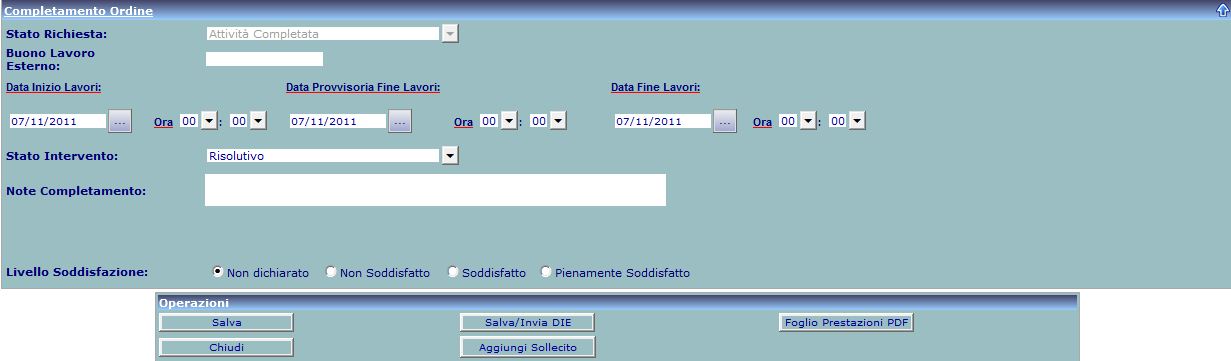 Completamento Ordine
Stato Richiesta: Attività Completata
Buono Lavoro
Esterno:
Data Inizio Lavori: Data Provvisoria Fine Lavori: Data Fine Lavori:
07/11/2011 ... Ora 00 : 00 07/11/2011 ... Ora 00 : 00 07/11/2011 ... Ora 00 : 00
Stato Intervento: Risolutivo
Note Completamento:
Livello Soddisfazione: Non dichiarato Non Soddisfatto Soddisfatto Pienamente Soddisfatto
Operazioni
Salva Salva/Invia DIE Foglio Prestazioni PDF
Chiudi Aggiungi Sollecito